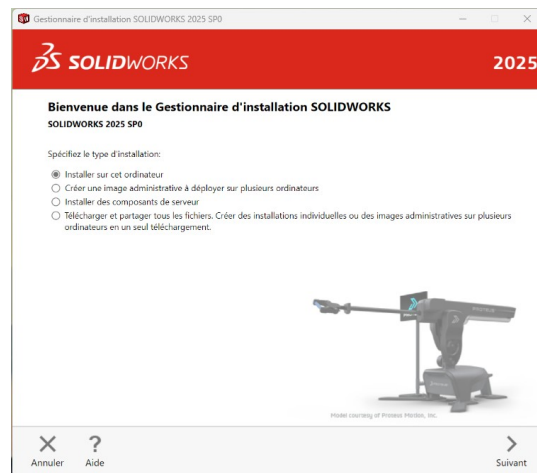 Gestionnaire d'installation SOLIDWORKS 2025 SP0
SOLIDWORKS
2025
Bienvenue dans le Gestionnaire d'installation SOLIDWORKS
SOLIDWORKS 2025 SP0
Spécifiez le type d'installation:
Installer sur cet ordinateur
Créer une image administrative à déployer sur plusieurs ordinateurs
Installer des composants de serveur
Télécharger et partager tous les fichiers. Créer des installations individuelles ou des images administratives sur plusieurs
ordinateurs en un seul téléchargement.
Model courtesy of Proteus Motion, Inc.
?
Annuler
Aide
Suivant